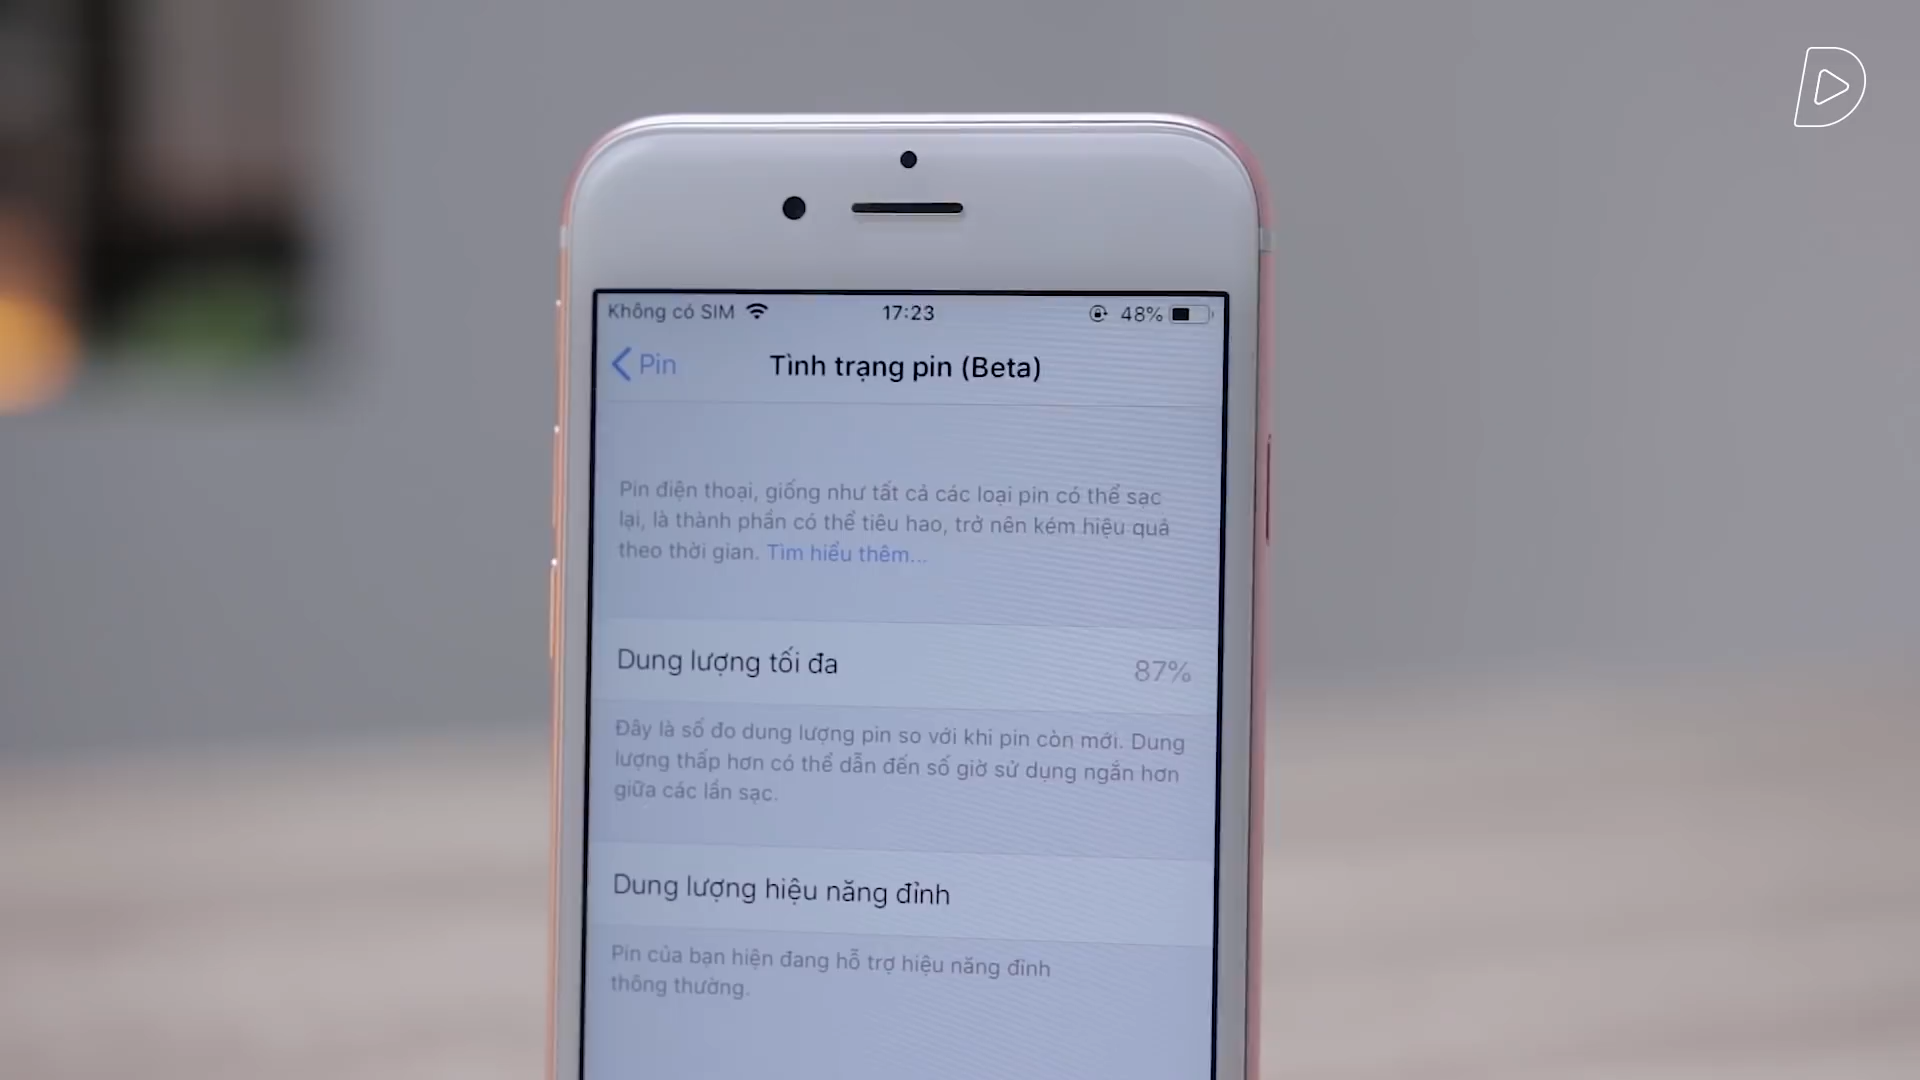 Không có SIM 17:23 48%
Pin Tình trạng pin (Beta)
Pin điện thoại, giống như tất cả các loại pin có thể sạc
lại, là thành phần có thể tiêu hao, trở nên kém hiệu quả
theo thời gian. Tìm hiểu thêm...
Dung lượng tối đa 87%
Đây là số đo dung lượng pin so với khi pin còn mới. Dung
lượng thấp hơn có thể dẫn đến số giờ sử dụng ngắn hơn
giữa các lần sạc.
Dung lượng hiệu năng đỉnh
Pin của bạn hiện đang hỗ trợ hiệu năng đỉnh
thông thường.